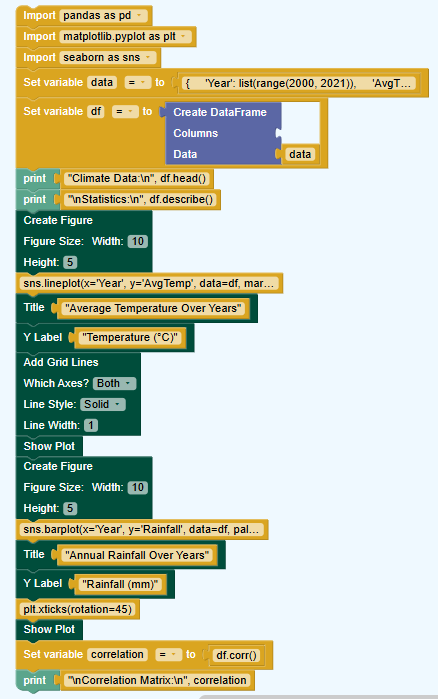 Import pandas as pd
Import matplotlib.pyplot as plt
Import seaborn as sns
Set variable data = to { 'Year': list(range(2000, 2021)), 'AvgT...
Set variable df = to Create DataFrame
Columns
Data data
print "Climate Data:\n", df.head()
print "\nStatistics:\n", df.describe()
Create Figure
Figure Size: Width: 10
Height: 5
sns.lineplot(x='Year', y='AvgTemp', data=df, mar...
Title "Average Temperature Over Years"
Y Label "Temperature (°C)"
Add Grid Lines
Which Axes? Both
Line Style: Solid
Line Width: 1
Show Plot
Create Figure
Figure Size: Width: 10
Height: 5
sns.barplot(x='Year', y='Rainfall', data=df, pal...
Title "Annual Rainfall Over Years"
Y Label "Rainfall (mm)"
plt.xticks(rotation=45)
Show Plot
Set variable correlation = to df.corr()
print "\nCorrelation Matrix:\n", correlation